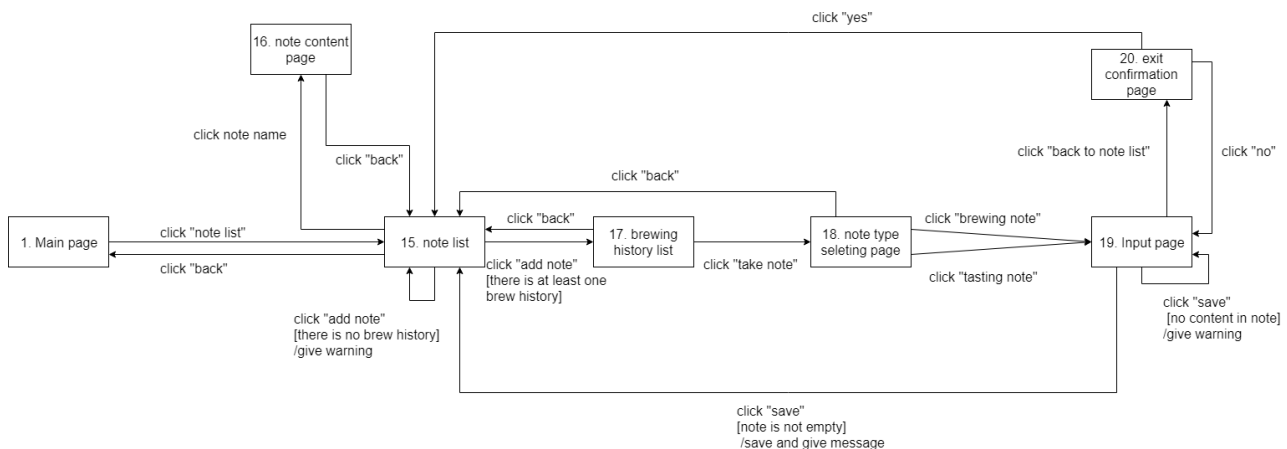 click "yes"
16. note content
page
20. exit
confirmation
page
click note name
click "back"
click "back to note list"
click "no"
click "back"
1. Main page
click "note list"
click "back"
15. note list
click "back"
17. brewing
history list
click "add note"
[there is at least one
brew history]
click "take note"
18. note type
seleting page
click "brewing note"
click "tasting note"
19. Input page
click "add note"
[there is no brew history]
/give warning
click "save"
[no content in note]
/give warning
click "save"
[note is not empty]
/save and give message